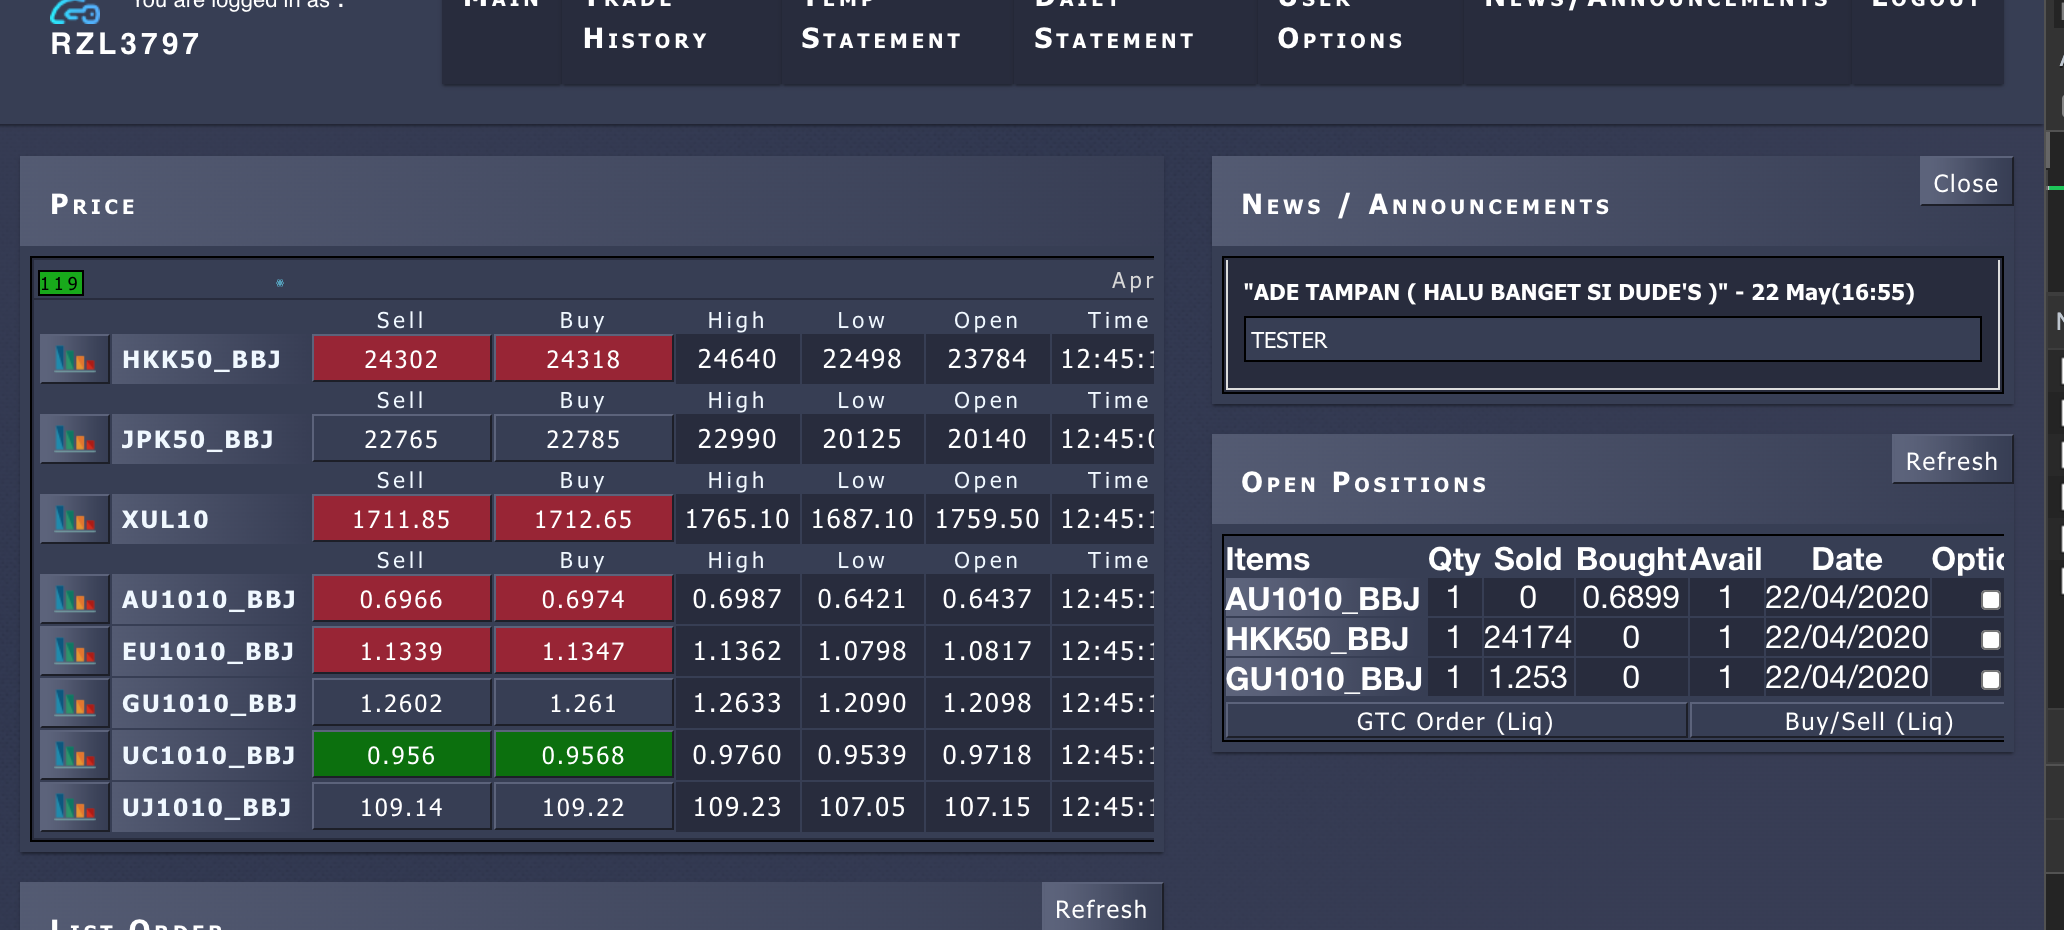 You are logged in as :
RZL3797
MAIN
TRADE HISTORY
TEMP STATEMENT
DAILY STATEMENT
USER OPTIONS
NEWS/ANNOUNCEMENTS
LOGOUT
PRICE
119
Apr
Sell Buy High Low Open Time
HKK50_BBJ 24302 24318 24640 22498 23784 12:45:1
Sell Buy High Low Open Time
JPK50_BBJ 22765 22785 22990 20125 20140 12:45:0
Sell Buy High Low Open Time
XUL10 1711.85 1712.65 1765.10 1687.10 1759.50 12:45:1
Sell Buy High Low Open Time
AU1010_BBJ 0.6966 0.6974 0.6987 0.6421 0.6437 12:45:1
EU1010_BBJ 1.1339 1.1347 1.1362 1.0798 1.0817 12:45:1
GU1010_BBJ 1.2602 1.261 1.2633 1.2090 1.2098 12:45:1
UC1010_BBJ 0.956 0.9568 0.9760 0.9539 0.9718 12:45:1
UJ1010_BBJ 109.14 109.22 109.23 107.05 107.15 12:45:1
LIST ORDER
Refresh
NEWS / ANNOUNCEMENTS
Close
"ADE TAMPAN ( HALU BANGET SI DUDE'S )" - 22 May(16:55)
TESTER
OPEN POSITIONS
Refresh
Items Qty Sold Bought Avail Date Optio
AU1010_BBJ 1 0 0.6899 1 22/04/2020
HKK50_BBJ 1 24174 0 1 22/04/2020
GU1010_BBJ 1 1.253 0 1 22/04/2020
GTC Order (Liq) Buy/Sell (Liq)